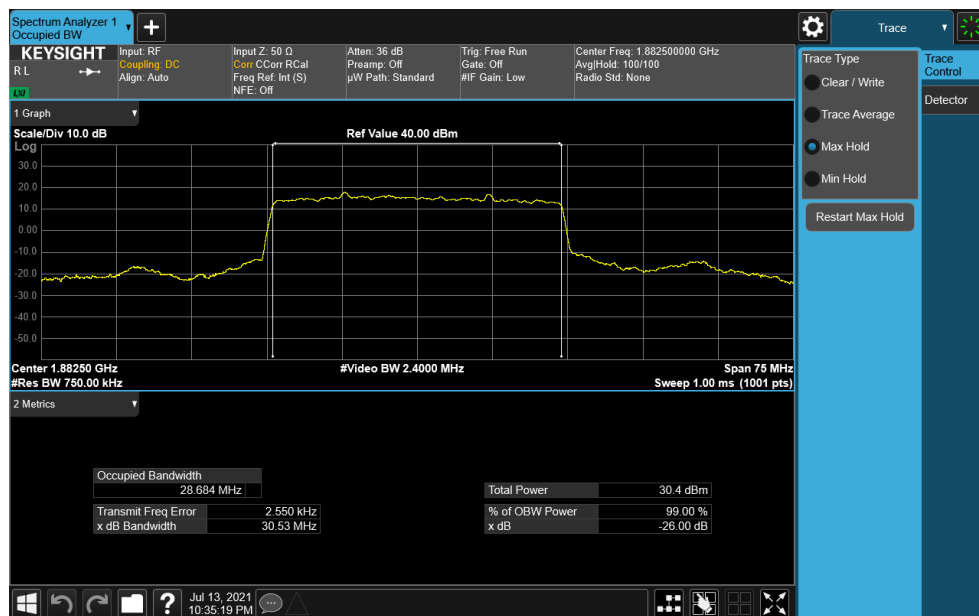 Spectrum Analyzer 1
Occupied BW
+
Trace
KEYSIGHT
R L
LXI
Input: RF
Coupling: DC
Align: Auto
Input Z: 50 Ω
Corr CCorr RCal
Freq Ref: Int (S)
NFE: Off
Atten: 36 dB
Preamp: Off
µW Path: Standard
Trig: Free Run
Gate: Off
#IF Gain: Low
Center Freq: 1.882500000 GHz
Avg|Hold: 100/100
Radio Std: None
Trace Type
Clear / Write
Trace Average
Max Hold
Min Hold
Restart Max Hold
Trace
Control
Detector
1 Graph
Scale/Div 10.0 dB
Ref Value 40.00 dBm
Log
30.0
20.0
10.0
0.00
-10.0
-20.0
-30.0
-40.0
-50.0
Center 1.88250 GHz
#Video BW 2.4000 MHz
Span 75 MHz
#Res BW 750.00 kHz
Sweep 1.00 ms (1001 pts)
2 Metrics
Occupied Bandwidth
28.684 MHz
Total Power 30.4 dBm
Transmit Freq Error 2.550 kHz
% of OBW Power 99.00 %
x dB Bandwidth 30.53 MHz
x dB -26.00 dB
?
Jul 13, 2021
10:35:19 PM